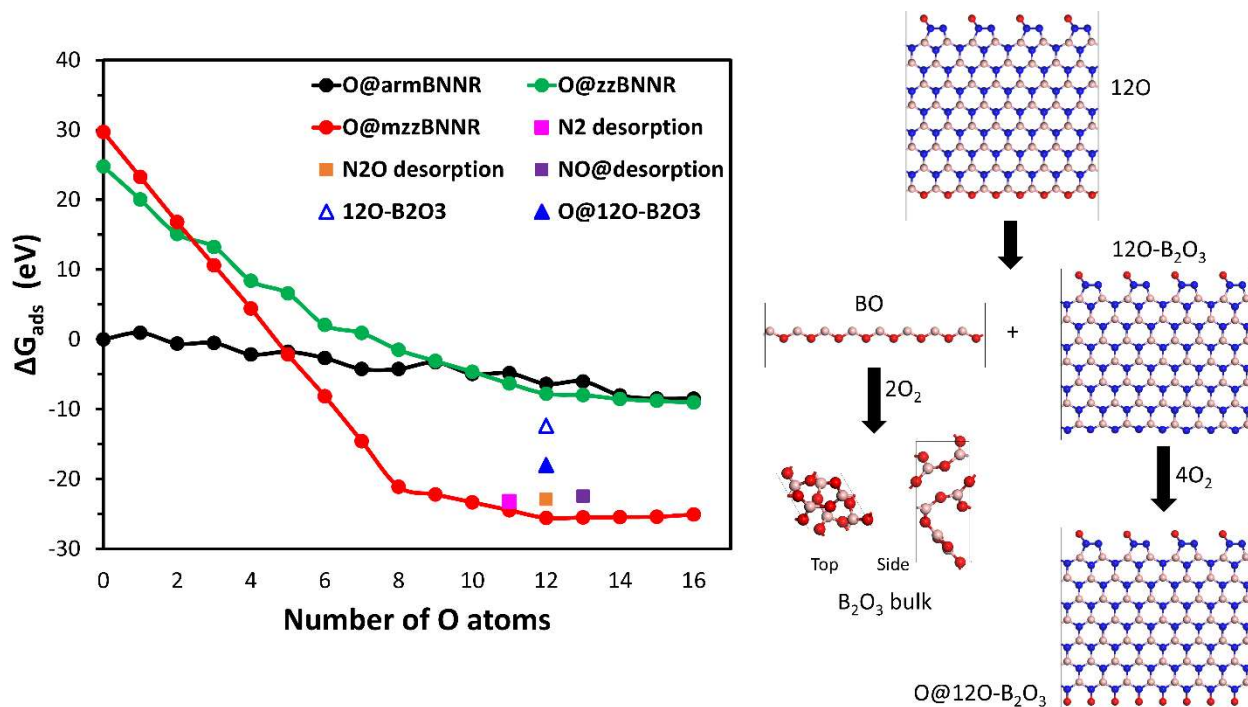 40
30
20
10
0
-10
-20
-30
ΔG_ads (eV)
O@armBNNR
O@zzBNNR
O@mzzBNNR
N2 desorption
N2O desorption
NO@desorption
12O-B2O3
O@12O-B2O3
0 2 4 6 8 10 12 14 16
Number of O atoms
12O
12O-B₂O₃
BO
+
2O₂
4O₂
Top Side
B₂O₃ bulk
O@12O-B₂O₃